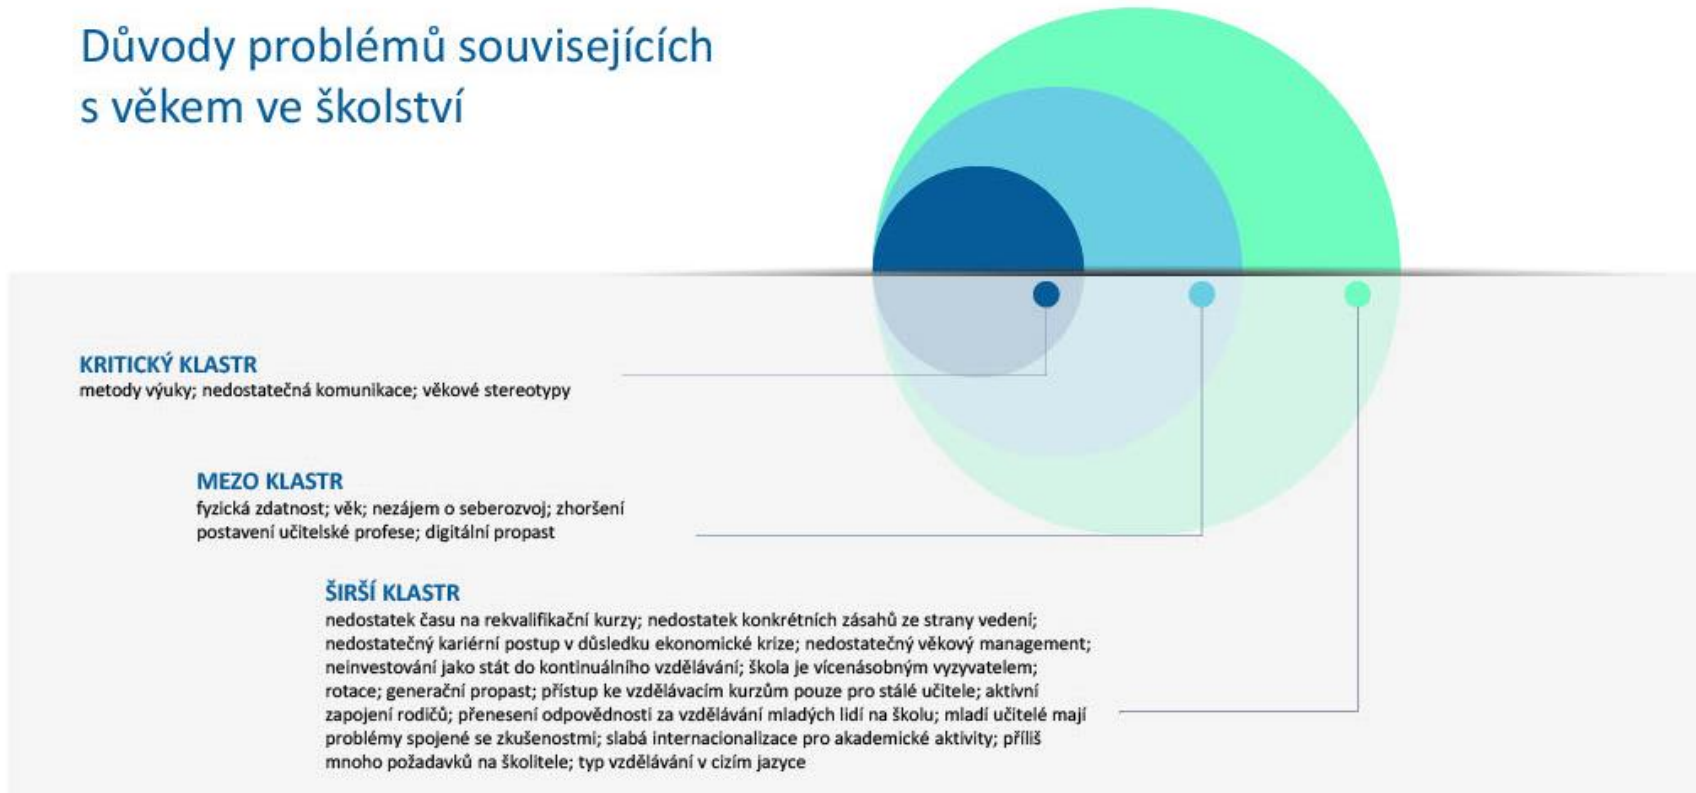 Důvody problémů souvisejících
s věkem ve školství
KRITICKÝ KLASTR
metody výuky; nedostatečná komunikace; věkové stereotypy
MEZO KLASTR
fyzická zdatnost; věk; nezájem o seberozvoj; zhoršení
postavení učitelské profese; digitální propast
ŠIRŠÍ KLASTR
nedostatek času na rekvalifikační kurzy; nedostatek konkrétních zásahů ze strany vedení;
nedostatečný kariérní postup v důsledku ekonomické krize; nedostatečný věkový management;
neinvestování jako stát do kontinuálního vzdělávání; škola je vícenásobným vyzyvatelem;
rotace; generační propast; přístup ke vzdělávacím kurzům pouze pro stálé učitele; aktivní
zapojení rodičů; přenesení odpovědnosti za vzdělávání mladých lidí na školu; mladí učitelé mají
problémy spojené se zkušenostmi; slabá internacionalizace pro akademické aktivity; příliš
mnoho požadavků na školitele; typ vzdělávání v cizím jazyce